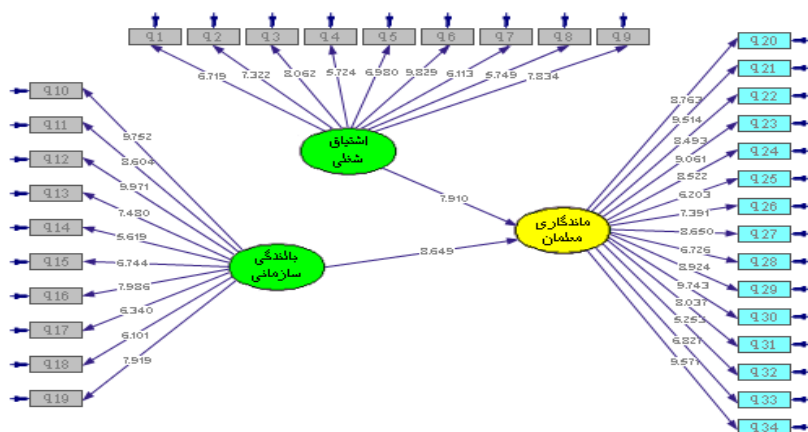 q1 q2 q3 q4 q5 q6 q7 q8 q9
6.719 7.322 8.062 5.724 6.980 9.829 6.113 5.749 7.834
اشتیاق
شغلی
q10
q11
q12
q13
q14
q15
q16
q17
q18
q19
9.752
8.604
9.971
7.480
5.619
6.744
7.986
6.340
6.101
7.919
بالندگی
سازمانی
7.910
8.649
ماندگاری
معلمان
8.763
9.514
8.493
9.061
8.522
6.203
7.391
8.650
6.726
8.924
9.743
8.037
5.253
6.827
9.571
q20
q21
q22
q23
q24
q25
q26
q27
q28
q29
q30
q31
q32
q33
q34